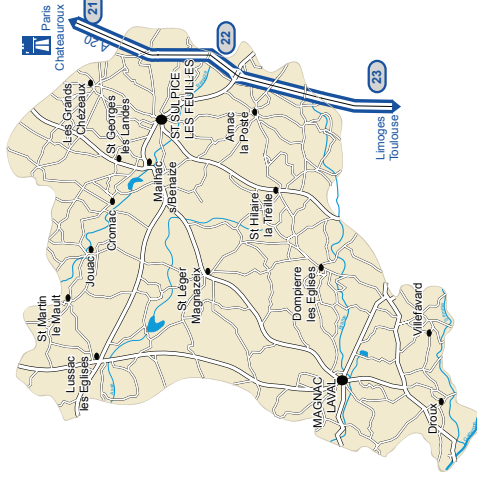 Paris
Chateauroux
21
A 20
22
23
Limoges
Toulouse
Les Grands
Chézeaux
St Georges
les Landes
ST SULPICE
LES FEUILLES
Arnac
la Poste
Mailhac
s/Benaize
Cromac
Jouac
St Martin
le Mault
Lussac
les Eglises
St Léger
Magnazeix
St Hilaire
la Treille
Dompierre
les Eglises
MAGNAC
LAVAL
Villefavard
Droux